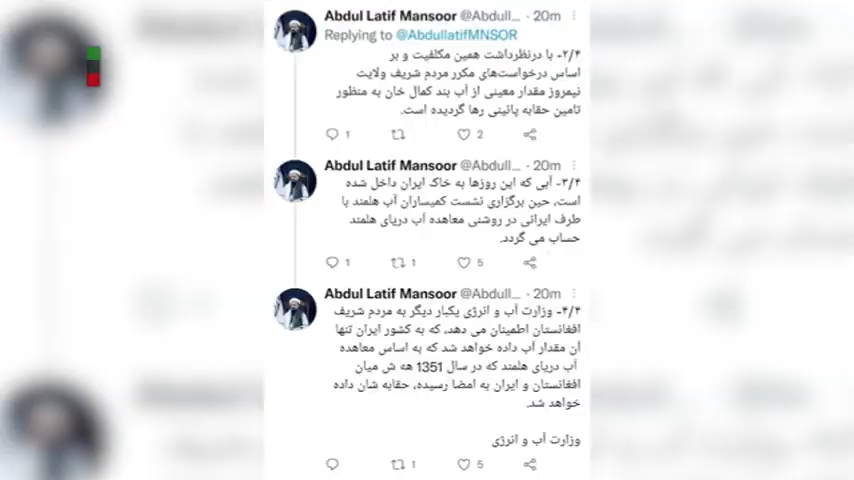 Abdul Latif Mansoor @Abdull... · 20m
Replying to @AbdullatifMNSOR
۲/۴- با درنظرداشت همین مکلفیت و بر
اساس درخواست‌های مکرر مردم شریف ولایت
نیمروز مقدار معینی از آب بند کمال خان به منظور
تامین حقابه پائینی رها گردیده است.
1 2
Abdul Latif Mansoor @Abdull... · 20m
۳/۴- آبی که این روزها به خاک ایران داخل شده
است، حین برگزاری نشست کمیساران آب هلمند با
طرف ایرانی در روشنی معاهده آب دریای هلمند
حساب می گردد.
1 1 5
Abdul Latif Mansoor @Abdull... · 20m
۴/۴- وزارت آب و انرژی یکبار دیگر به مردم شریف
افغانستان اطمینان می دهد، که به کشور ایران تنها
آن مقدار آب داده خواهد شد که به اساس معاهده
آب دریای هلمند که در سال 1351 هه ش میان
افغانستان و ایران به امضا رسیده، حقابه شان داده
خواهد شد.
وزارت آب و انرژی
1 5